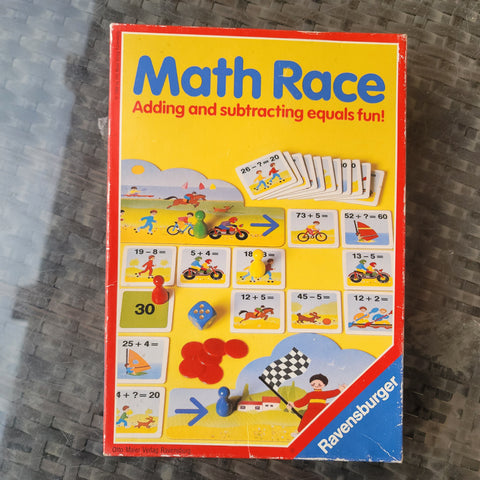 Math Race
Adding and subtracting equals fun!
26 - ? = 20
73 + 5 =
52 + ? = 60
19 - 8 =
5 + 4 =
13 - 5 =
30
12 + 5 =
45 - 5 =
12 + 2 =
25 + 4 =
4 + ? = 20
Ravensburger
Otto Maier Verlag Ravensburg